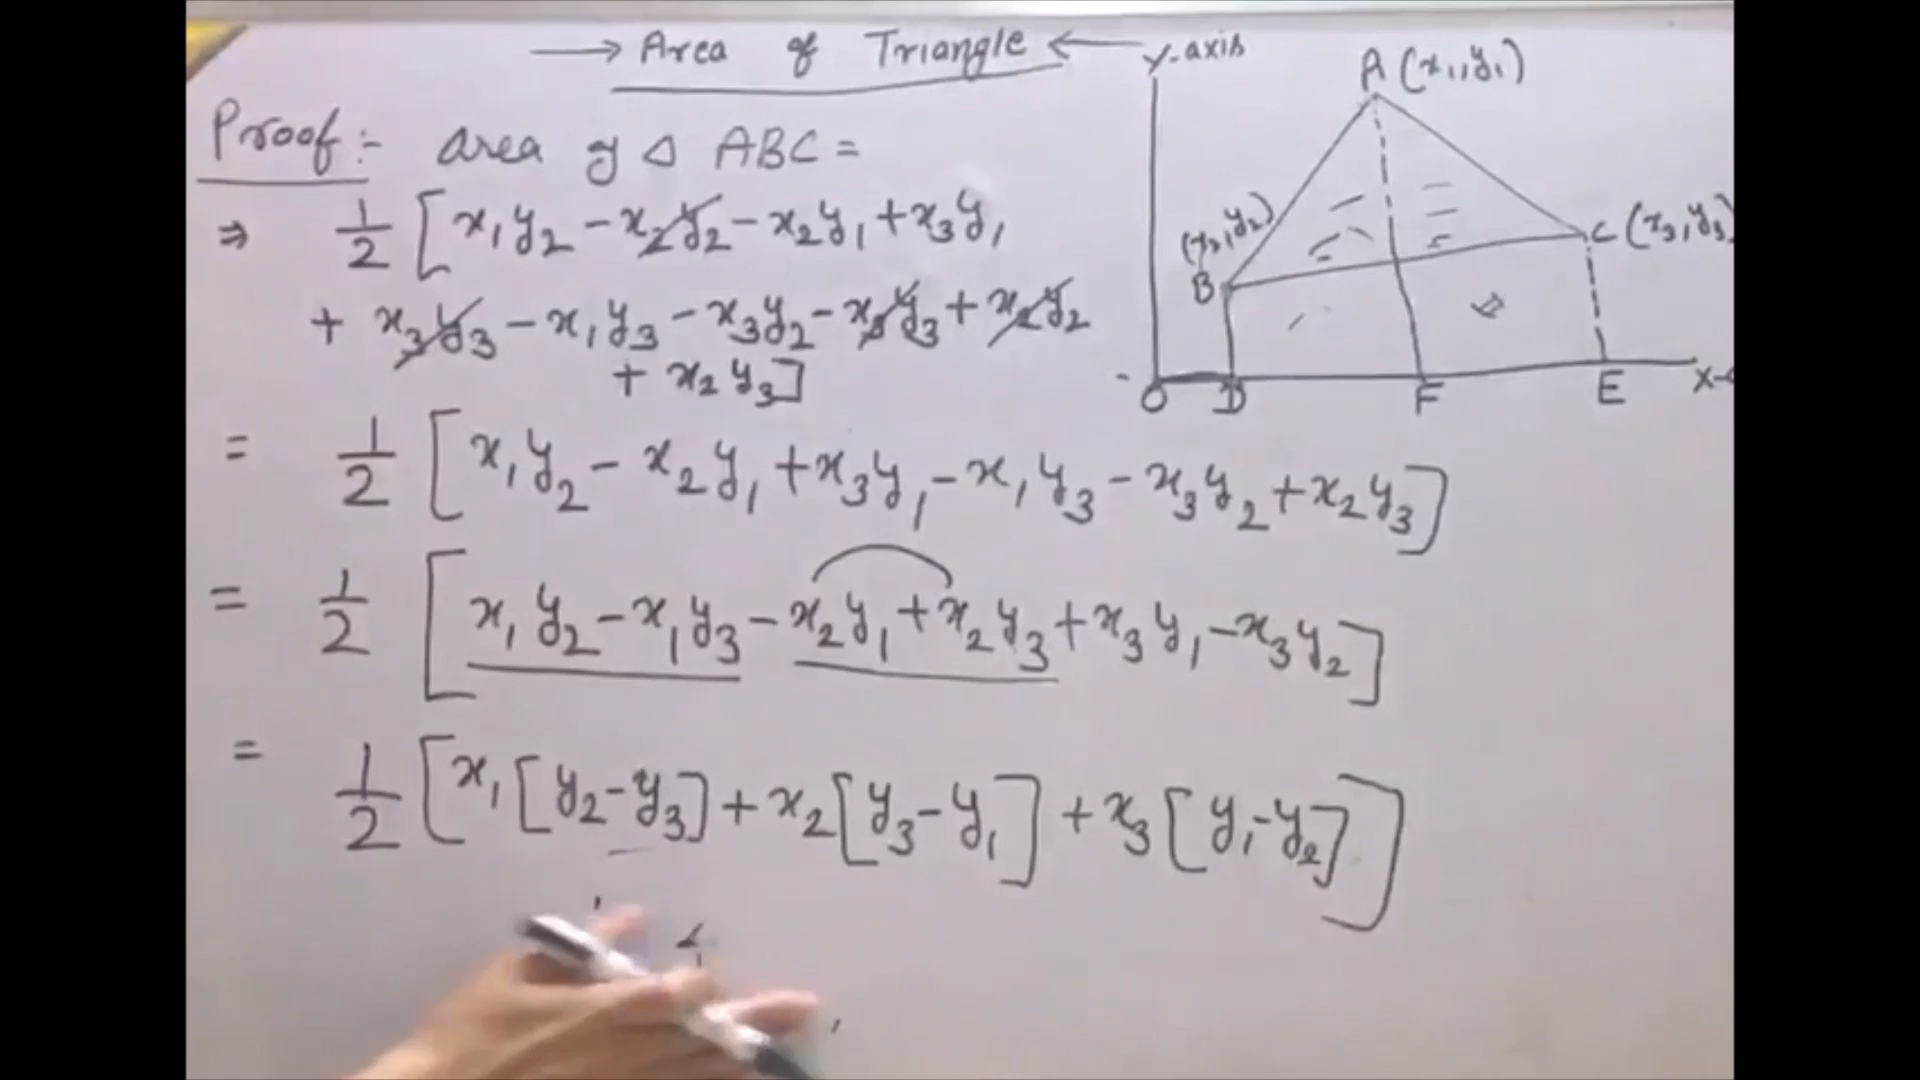 → Area of Triangle ←
Proof:- area of △ ABC =
⇒ 1/2 [x₁y₂ - x₂y₂ - x₂y₁ + x₃y₁
+ x₃y₃ - x₁y₃ - x₃y₂ - x₃y₃ + x₂y₂
+ x₂y₃]
= 1/2 [x₁y₂ - x₂y₁ + x₃y₁ - x₁y₃ - x₃y₂ + x₂y₃]
= 1/2 [x₁y₂ - x₁y₃ - x₂y₁ + x₂y₃ + x₃y₁ - x₃y₂]
= 1/2 [x₁[y₂-y₃] + x₂[y₃-y₁] + x₃[y₁-y₂]]
Y-axis
A (x₁,y₁)
(x₂,y₂)
B
C (x₃,y₃)
O D F E X-